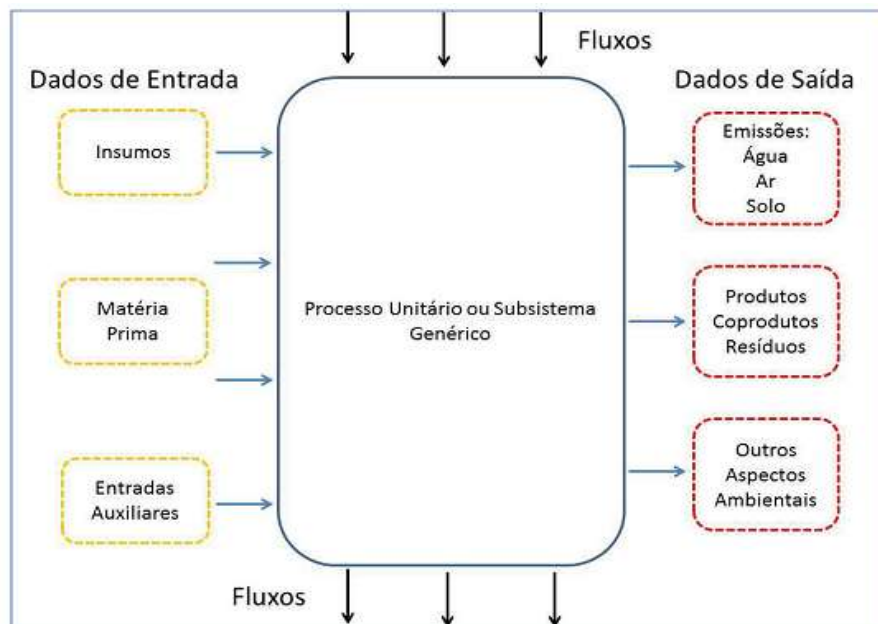 Fluxos
Dados de Entrada
Dados de Saída
Insumos
Emissões:
Água
Ar
Solo
Matéria
Prima
Processo Unitário ou Subsistema
Genérico
Produtos
Coprodutos
Resíduos
Entradas
Auxiliares
Outros
Aspectos
Ambientais
Fluxos